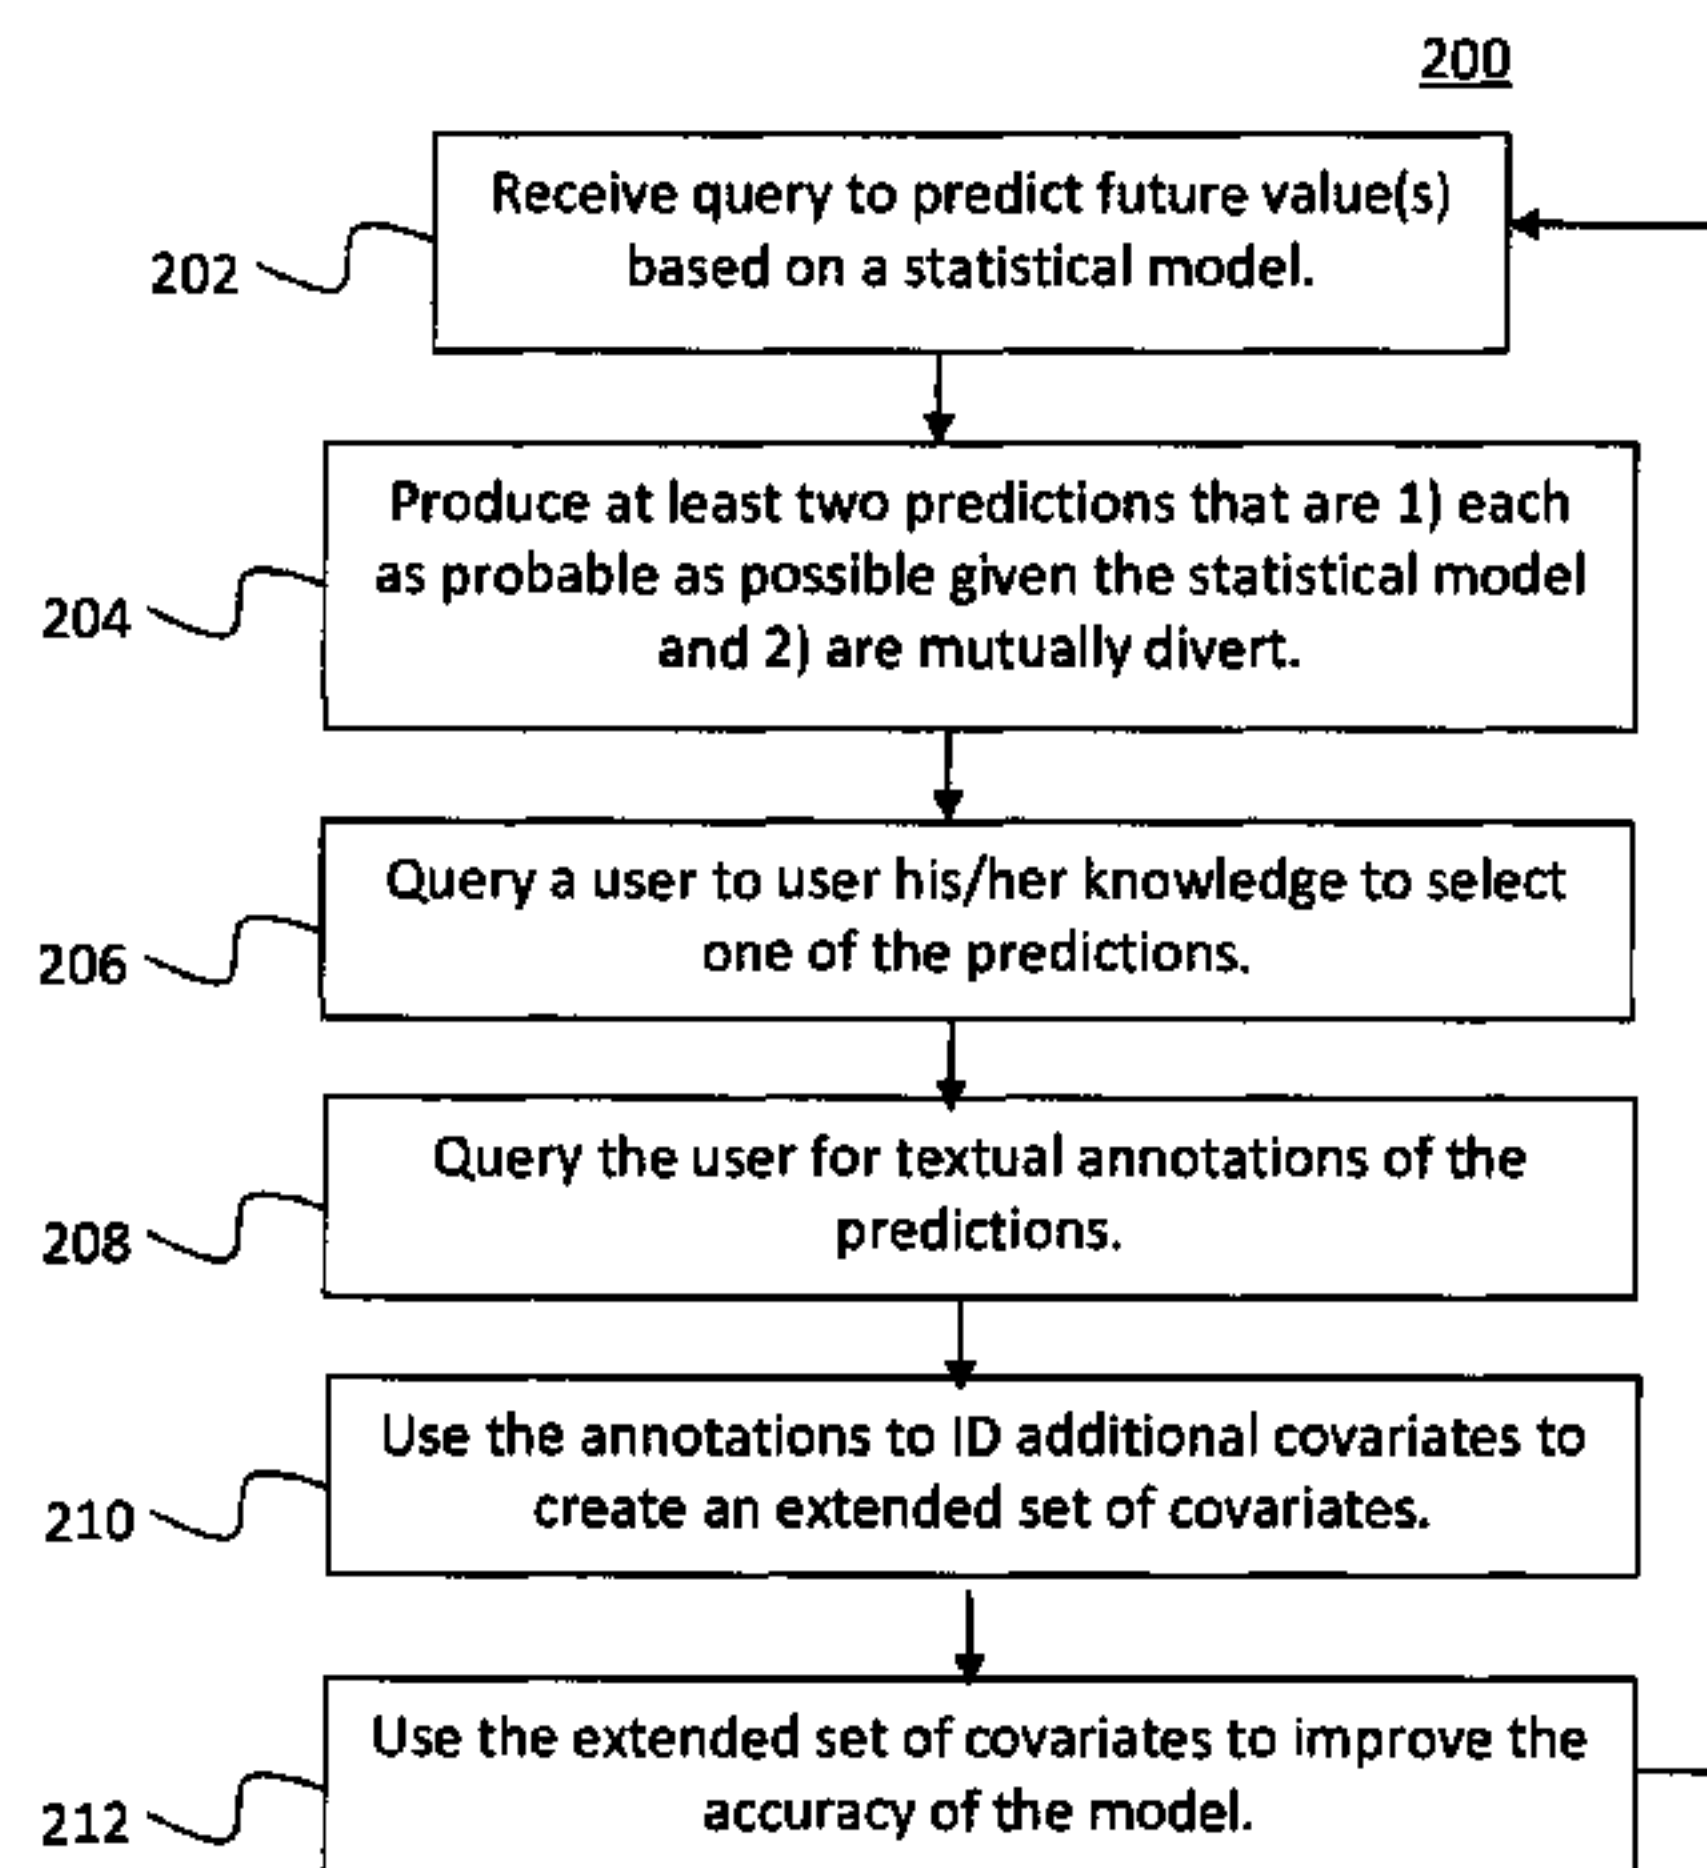 200
Receive query to predict future value(s)
based on a statistical model.
202
Produce at least two predictions that are 1) each
as probable as possible given the statistical model
and 2) are mutually divert.
204
Query a user to user his/her knowledge to select
one of the predictions.
206
Query the user for textual annotations of the
predictions.
208
Use the annotations to ID additional covariates to
create an extended set of covariates.
210
Use the extended set of covariates to improve the
accuracy of the model.
212